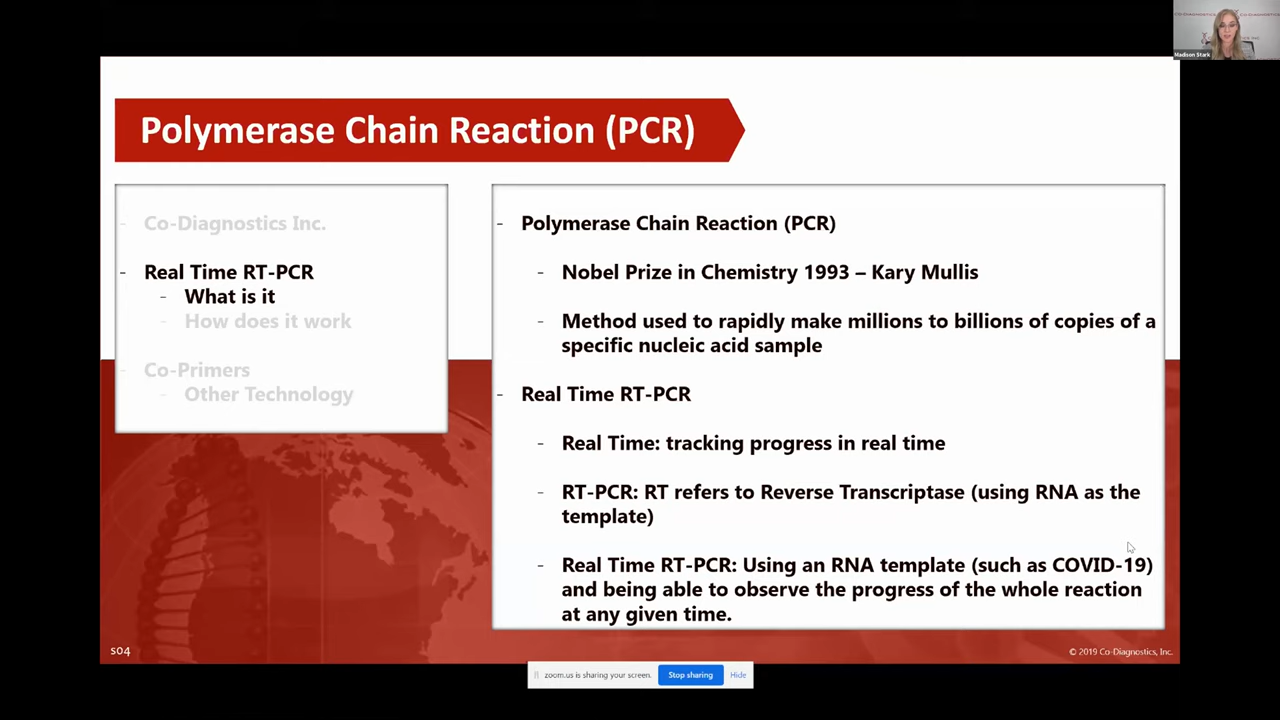 Madison Stark
Polymerase Chain Reaction (PCR)
- Co-Diagnostics Inc.
- Real Time RT-PCR
- What is it
- How does it work
- Co-Primers
- Other Technology
- Polymerase Chain Reaction (PCR)
- Nobel Prize in Chemistry 1993 – Kary Mullis
- Method used to rapidly make millions to billions of copies of a
specific nucleic acid sample
- Real Time RT-PCR
- Real Time: tracking progress in real time
- RT-PCR: RT refers to Reverse Transcriptase (using RNA as the
template)
- Real Time RT-PCR: Using an RNA template (such as COVID-19)
and being able to observe the progress of the whole reaction
at any given time.
s04
© 2019 Co-Diagnostics, Inc.
zoom.us is sharing your screen. Stop sharing Hide